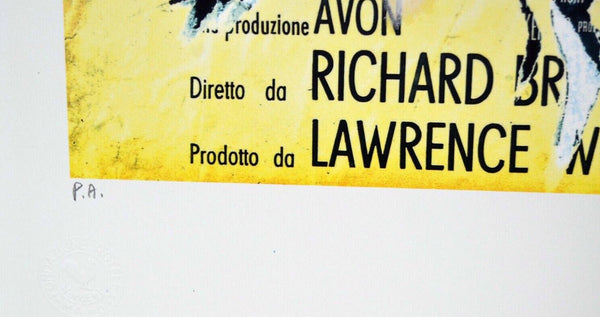 produzione AVON
Diretto da RICHARD BR
Prodotto da LAWRENCE
P.A.